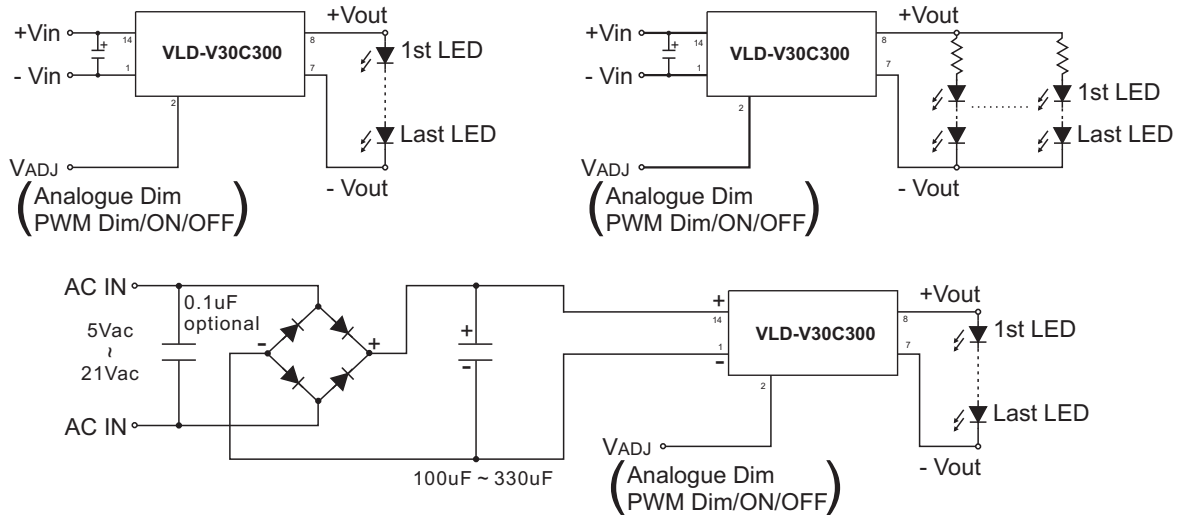 +Vout
+Vin
14
8
VLD-V30C300
1st LED
- Vin
1
7
2
Last LED
VADJ
- Vout
(Analogue Dim
PWM Dim/ON/OFF)
+Vout
+Vin
14
8
VLD-V30C300
- Vin
1
7
1st LED
2
Last LED
VADJ
- Vout
(Analogue Dim
PWM Dim/ON/OFF)
AC IN
0.1uF
optional
5Vac
~
21Vac
AC IN
-
+
+
-
100uF ~ 330uF
+
14
8
+Vout
VLD-V30C300
1st LED
1
7
-
2
Last LED
VADJ
- Vout
(Analogue Dim
PWM Dim/ON/OFF)